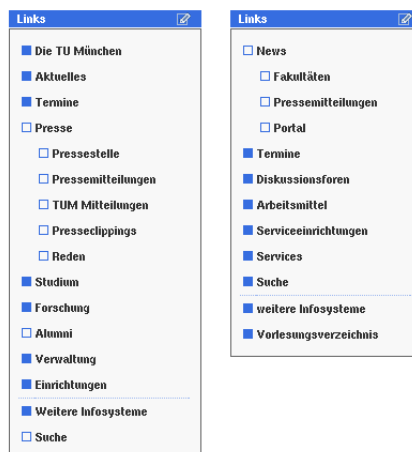 Links
Die TU München
Aktuelles
Termine
Presse
Pressestelle
Pressemitteilungen
TUM Mitteilungen
Presseclippings
Reden
Studium
Forschung
Alumni
Verwaltung
Einrichtungen
Weitere Infosysteme
Suche
Links
News
Fakultäten
Pressemitteilungen
Portal
Termine
Diskussionsforen
Arbeitsmittel
Serviceeinrichtungen
Services
Suche
weitere Infosysteme
Vorlesungsverzeichnis